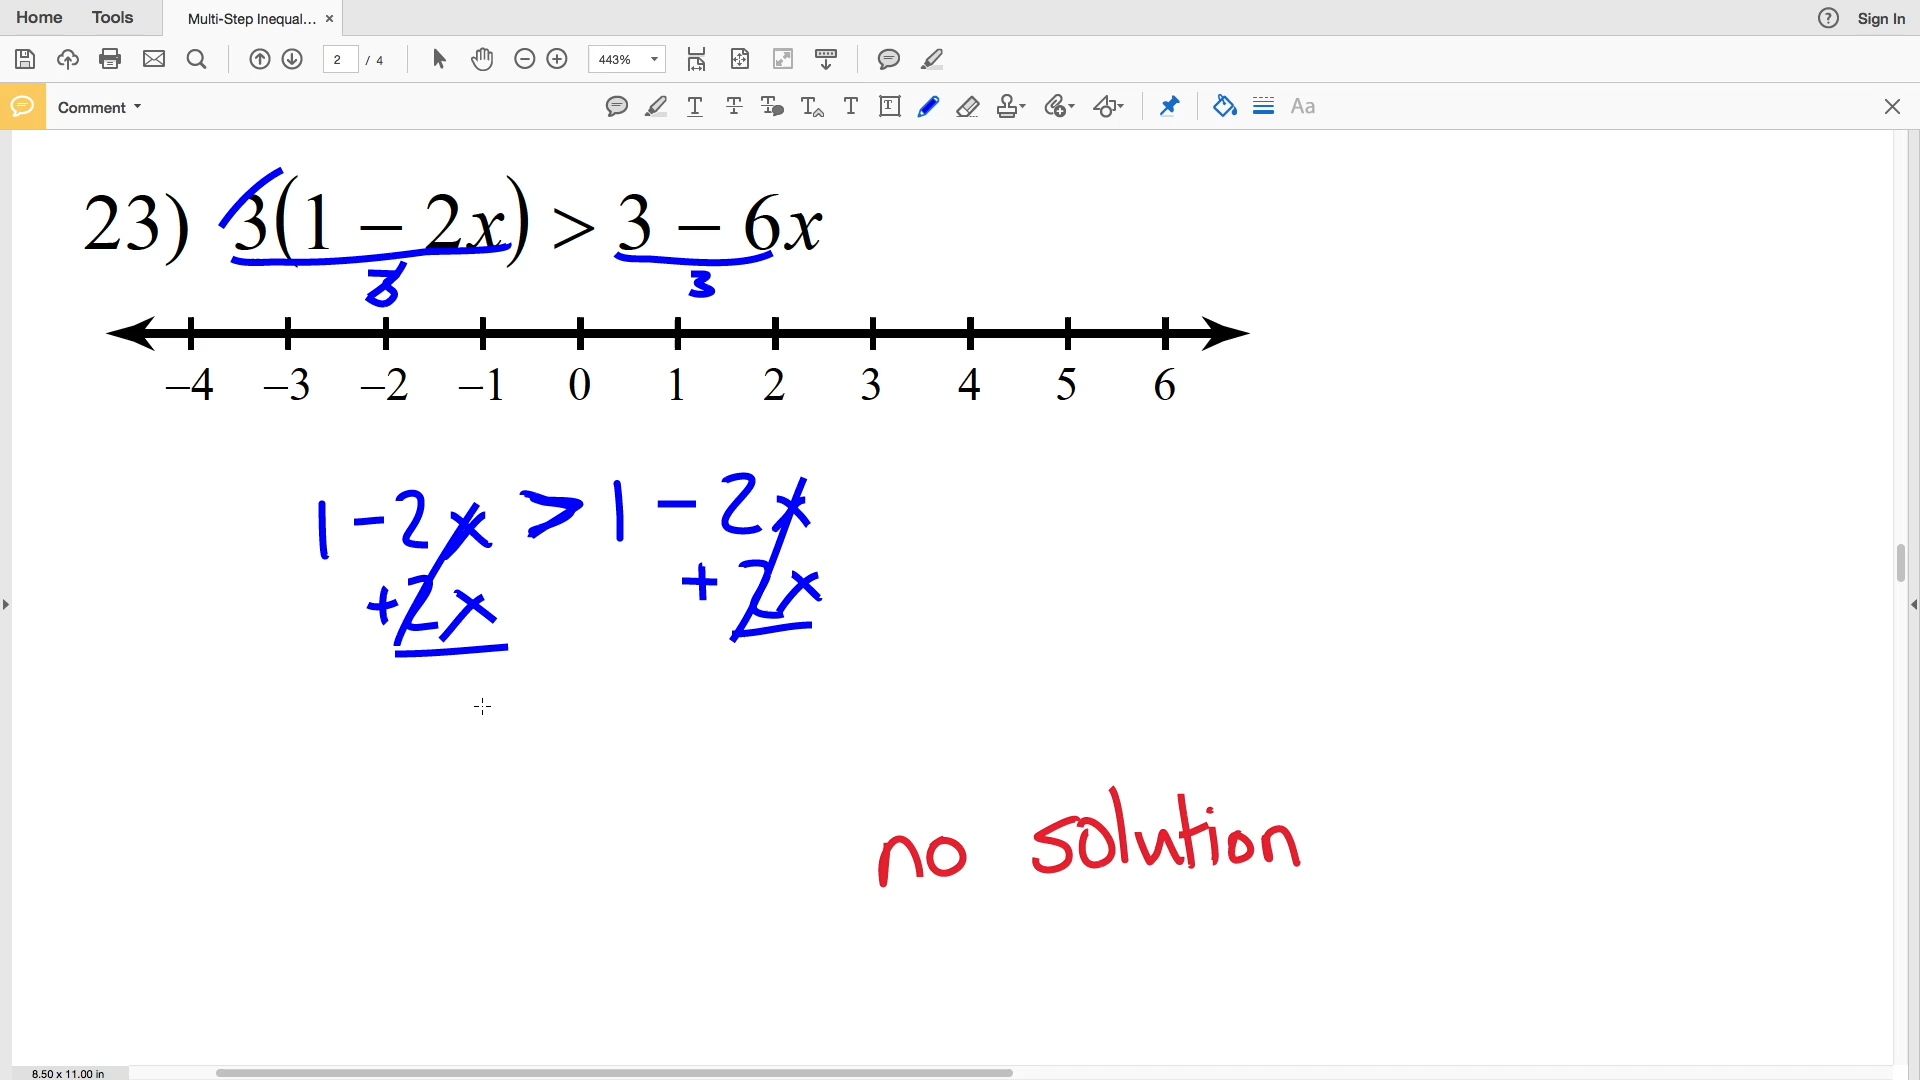 Home Tools Multi-Step Inequal... × ? Sign In
2 / 4 443%
Comment T T T T T T Aa
23) 3(1 – 2x) > 3 – 6x
3 3
–4 –3 –2 –1 0 1 2 3 4 5 6
1 - 2x > 1 - 2x
+2x +2x
no solution
8.50 x 11.00 in